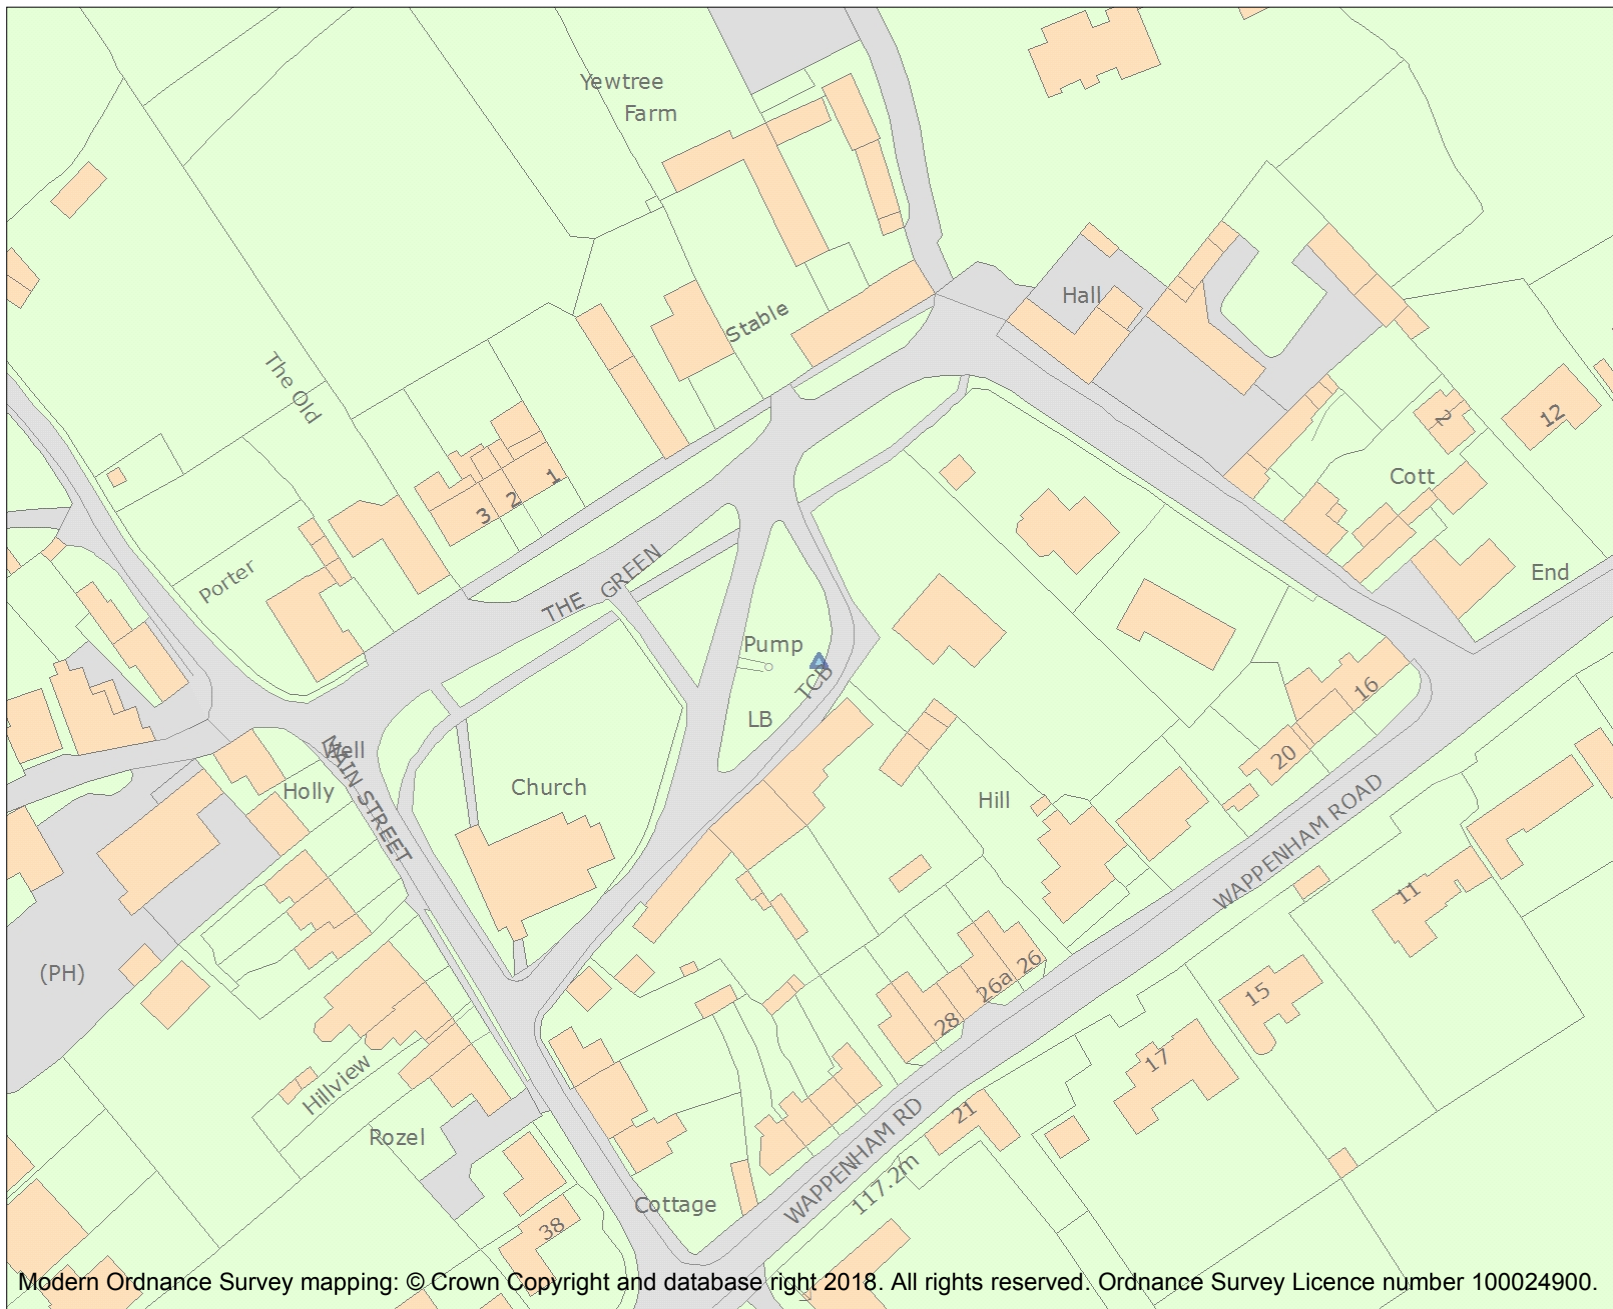 Yewtree
Farm
Hall
Stable
The Old
2
12
1
2
3
Cott
Porter
THE GREEN
End
Pump
TCB
LB
16
20
Well
MAIN STREET
Holly
Church
Hill
WAPPENHAM ROAD
11
(PH)
26
26a
28
15
17
Hillview
Rozel
21
WAPPENHAM RD
117.2m
Cottage
38
Modern Ordnance Survey mapping: © Crown Copyright and database right 2018. All rights reserved. Ordnance Survey Licence number 100024900.